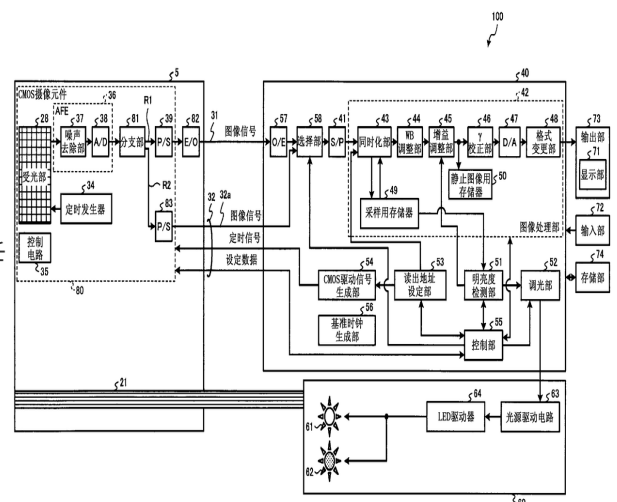 100
5
CMOS摄像元件
AFE
36
R1
28
37
38
81
39
82
31
噪声
去除部
A/D
分支部
P/S
E/O
图像信号
受光部
34
定时发生器
R2
83
P/S
32
32a
图像信号
定时信号
设定数据
控制
电路
35
80
40
42
57
58
41
43
44
45
46
47
48
73
O/E
选择部
S/P
同时化部
WB
调整部
增益
调整部
γ
校正部
D/A
格式
变更部
输出部
71
显示部
49
采样用存储器
静止图像用
存储器
50
图像处理部
72
输入部
54
CMOS驱动信号
生成部
53
读出地址
设定部
51
明亮度
检测部
52
调光部
74
存储部
56
基准时钟
生成部
55
控制部
21
61
62
64
LED驱动器
63
光源驱动电路